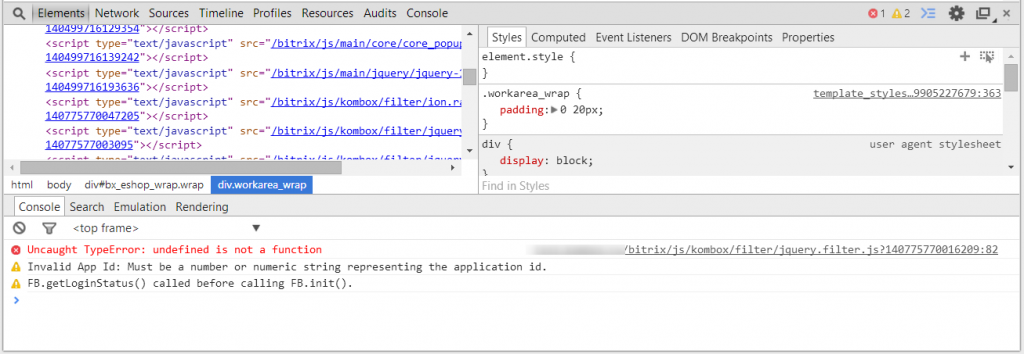 Elements Network Sources Timeline Profiles Resources Audits Console 1 2
140499716129354"></script>
<script type="text/javascript" src="/bitrix/js/main/core/core_popu
140499716139242"></script>
<script type="text/javascript" src="/bitrix/js/main/jquery/jquery-
140499716193636"></script>
<script type="text/javascript" src="/bitrix/js/kombox/filter/ion.ra
140775770047205"></script>
<script type="text/javascript" src="/bitrix/js/kombox/filter/jquery
14077577003095"></script>
<script type="text/javascript" src="/bitrix/js/kombox/filter/jquery
html body div#bx_eshop_wrap.wrap div.workarea_wrap
Styles Computed Event Listeners DOM Breakpoints Properties
element.style {
}
.workarea_wrap { template_styles…9905227679:363
padding: 0 20px;
}
div { user agent stylesheet
display: block;
}
Find in Styles
Console Search Emulation Rendering
<top frame>
Uncaught TypeError: undefined is not a function /bitrix/js/kombox/filter/jquery.filter.js?140775770016209:82
Invalid App Id: Must be a number or numeric string representing the application id.
FB.getLoginStatus() called before calling FB.init().